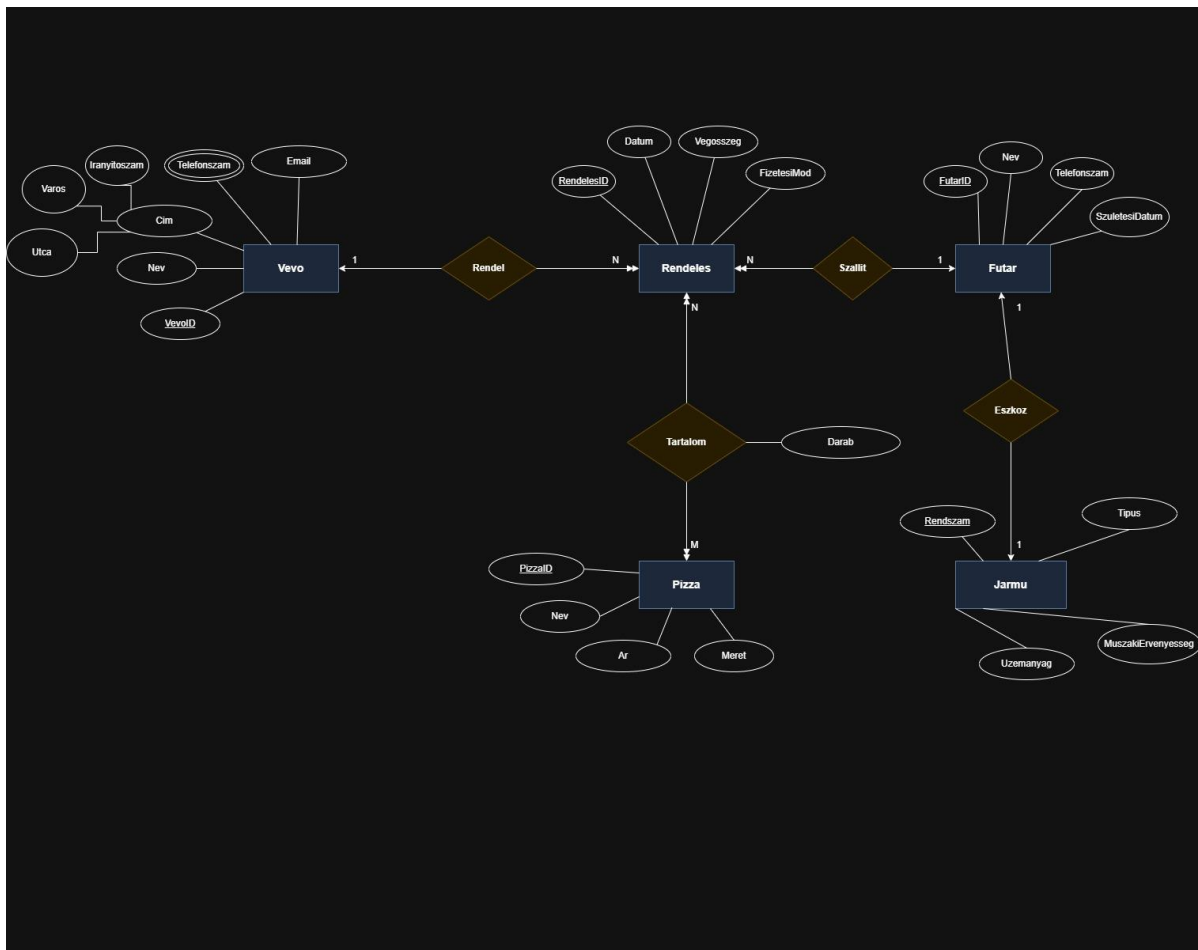 Iranyitoszam
Telefonszam
Email
Varos
Cim
Utca
Nev
VevoID
Vevo
1
Rendel
N
Datum
Vegosszeg
RendelesID
FizetesiMod
Rendeles
N
Szallit
1
Nev
FutarID
Telefonszam
SzuletesiDatum
Futar
N
1
Eszkoz
Tartalom
Darab
M
PizzaID
Pizza
Nev
Ar
Meret
Rendszam
Tipus
1
Jarmu
Uzemanyag
MuszakiErvenyesseg